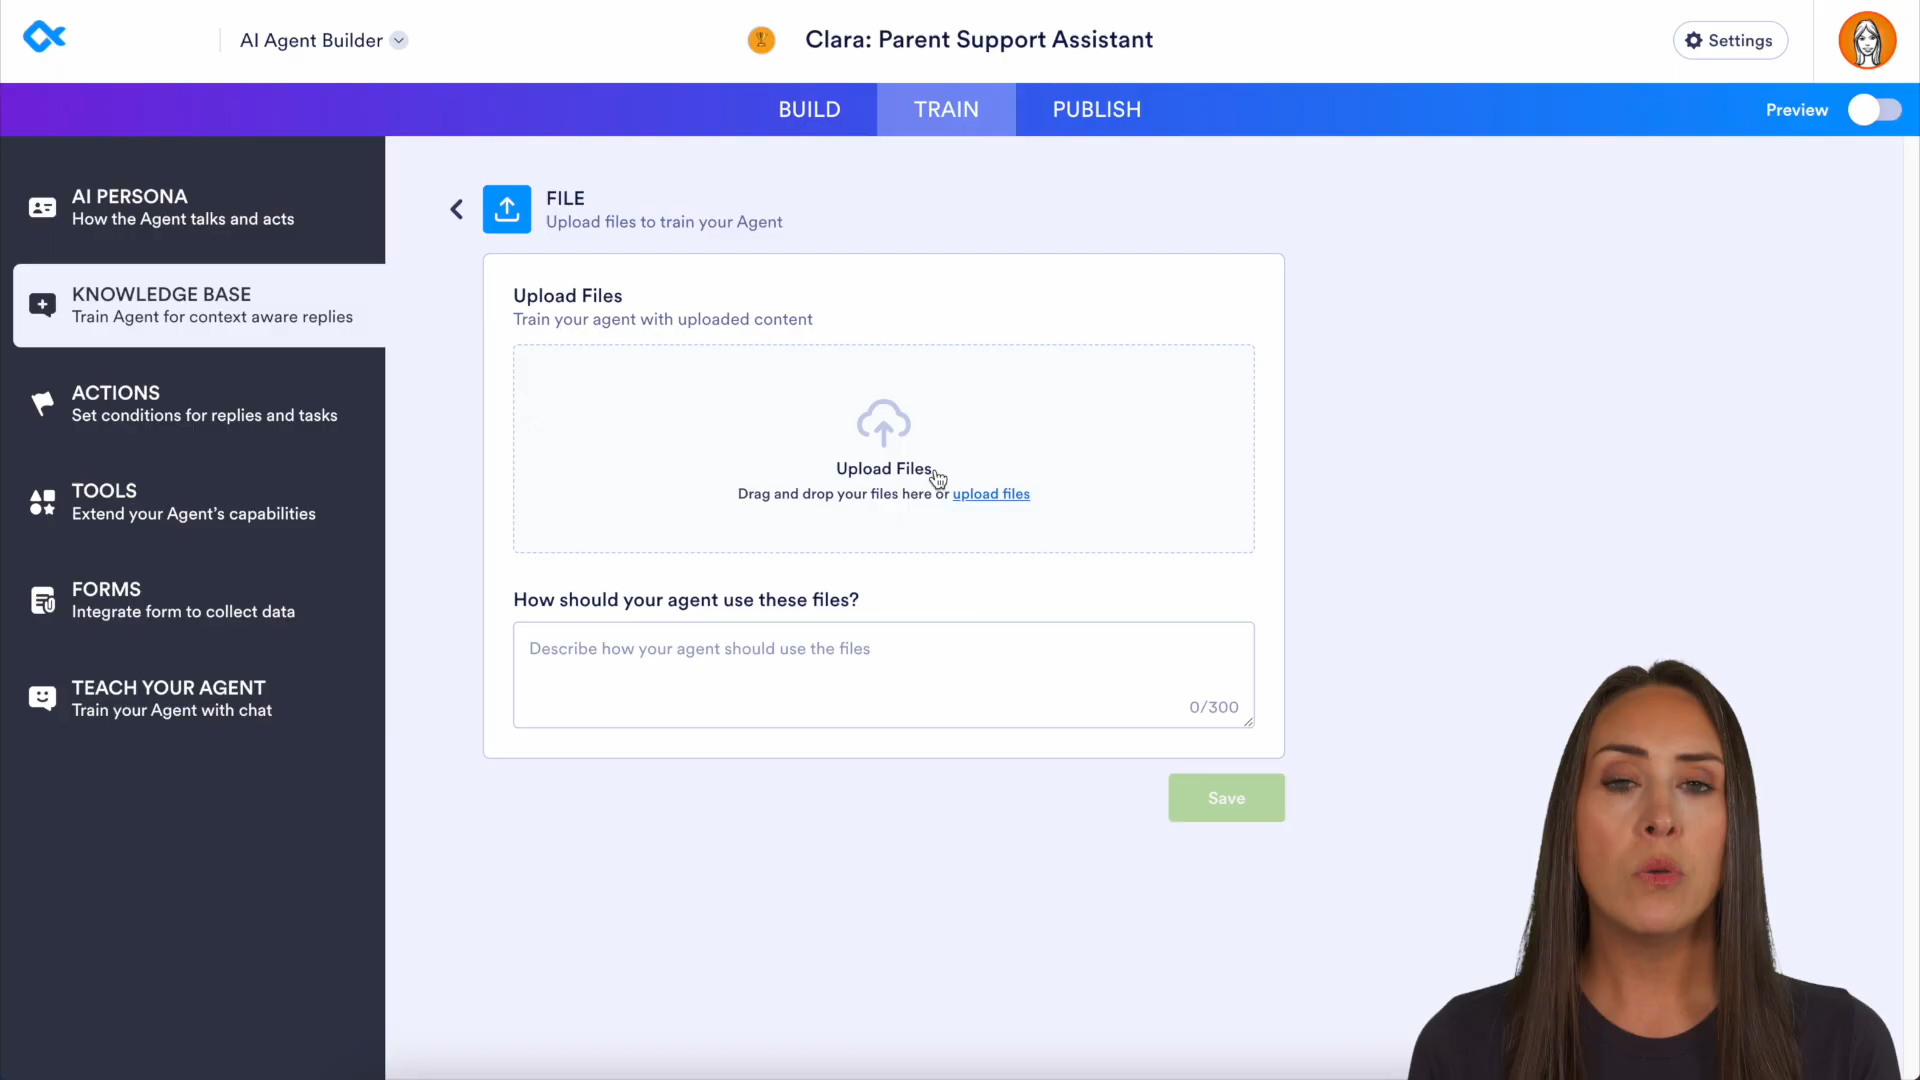 AI Agent Builder
Clara: Parent Support Assistant
Settings
BUILD
TRAIN
PUBLISH
Preview
AI PERSONA
How the Agent talks and acts
KNOWLEDGE BASE
Train Agent for context aware replies
ACTIONS
Set conditions for replies and tasks
TOOLS
Extend your Agent's capabilities
FORMS
Integrate form to collect data
TEACH YOUR AGENT
Train your Agent with chat
FILE
Upload files to train your Agent
Upload Files
Train your agent with uploaded content
Upload Files
Drag and drop your files here or upload files
How should your agent use these files?
Describe how your agent should use the files
0/300
Save